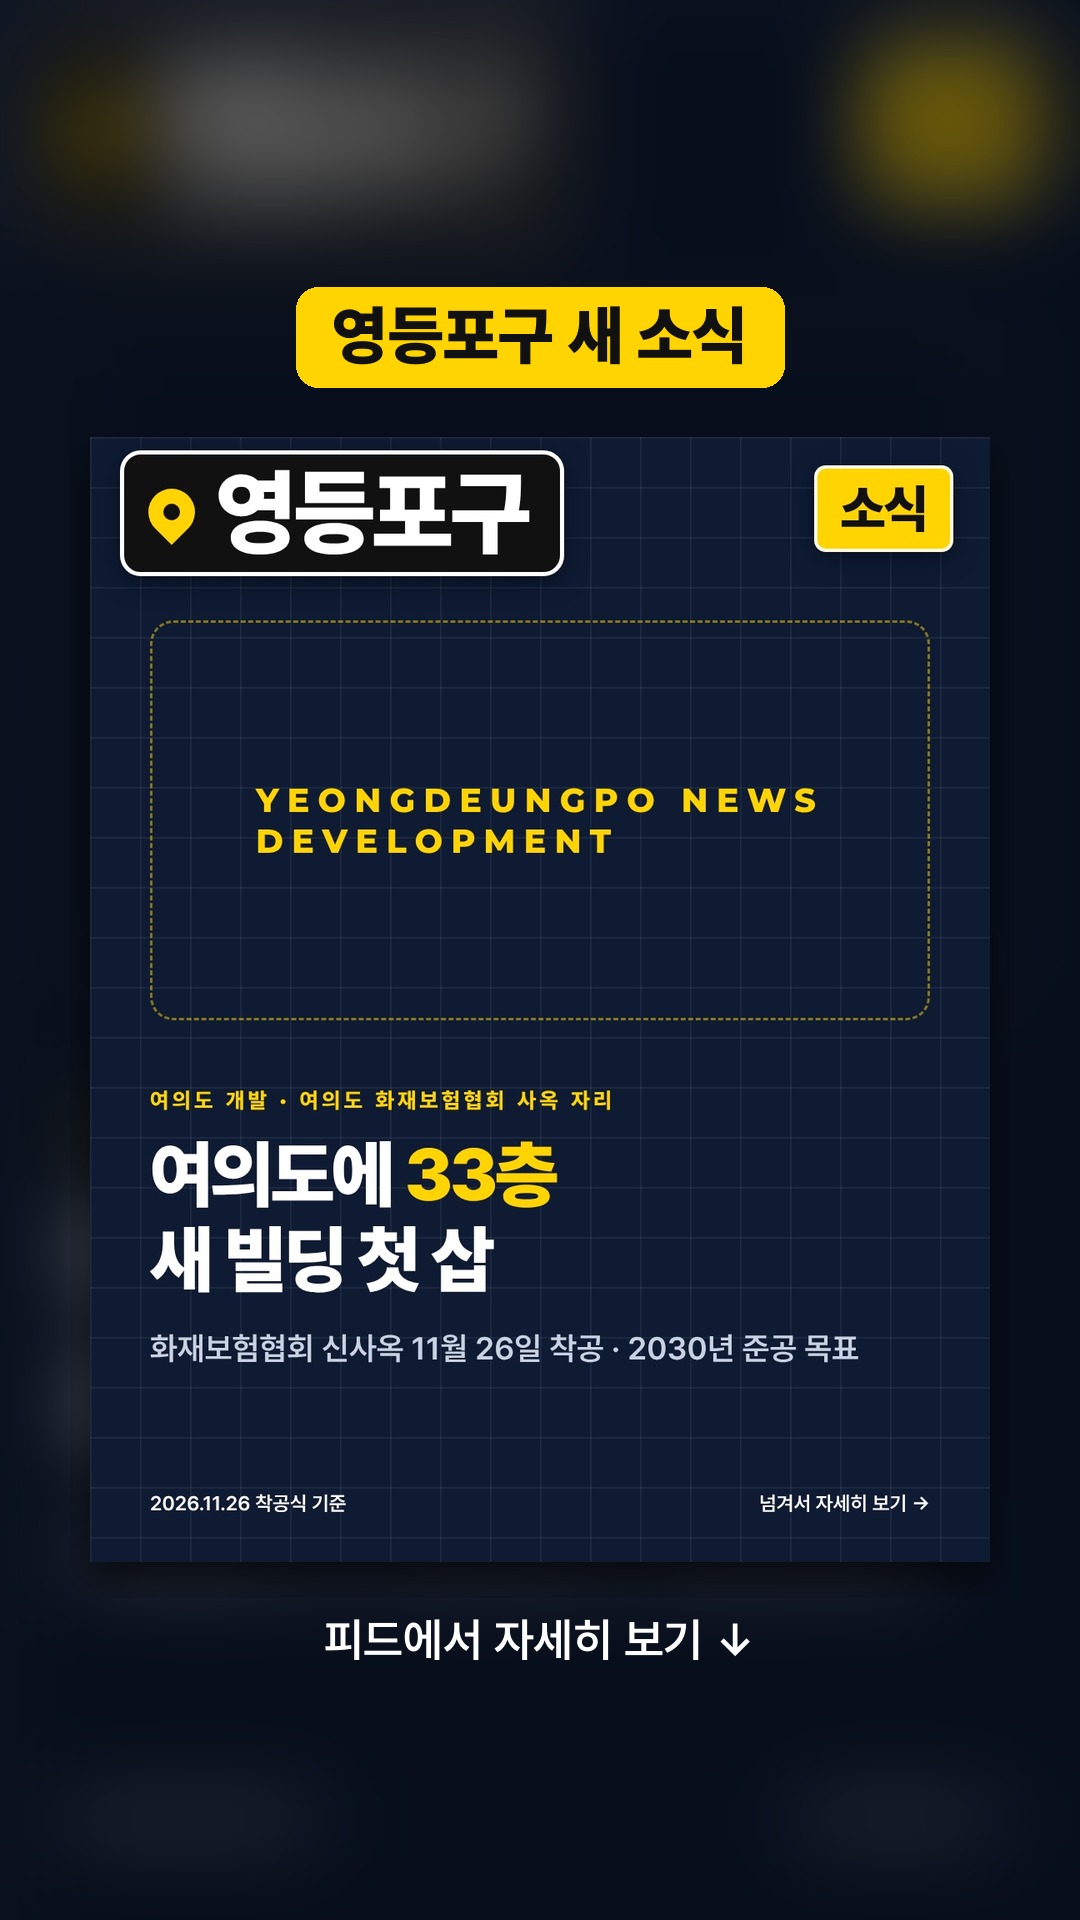 영등포구 새 소식
영등포구
소식
YEONGDEUNGPO NEWS
DEVELOPMENT
여의도 개발 · 여의도 화재보험협회 사옥 자리
여의도에 33층
새 빌딩 첫 삽
화재보험협회 신사옥 11월 26일 착공 · 2030년 준공 목표
2026.11.26 착공식 기준
넘겨서 자세히 보기 →
피드에서 자세히 보기 ↓